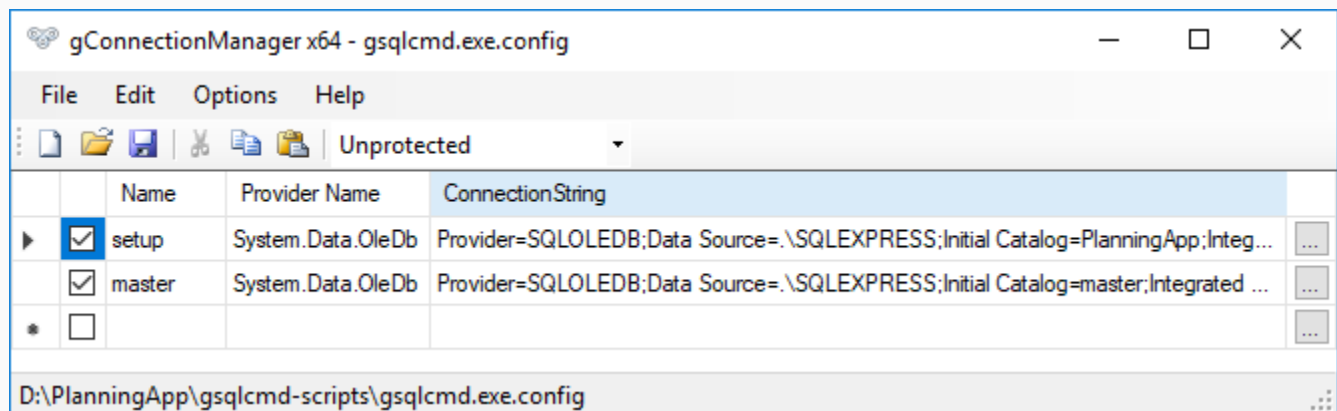 gConnectionManager x64 - gsqlcmd.exe.config
File Edit Options Help
Unprotected
Name Provider Name ConnectionString
setup System.Data.OleDb Provider=SQLOLEDB;Data Source=.\SQLEXPRESS;Initial Catalog=PlanningApp;Integ... ...
master System.Data.OleDb Provider=SQLOLEDB;Data Source=.\SQLEXPRESS;Initial Catalog=master;Integrated ... ...
...
D:\PlanningApp\gsqlcmd-scripts\gsqlcmd.exe.config